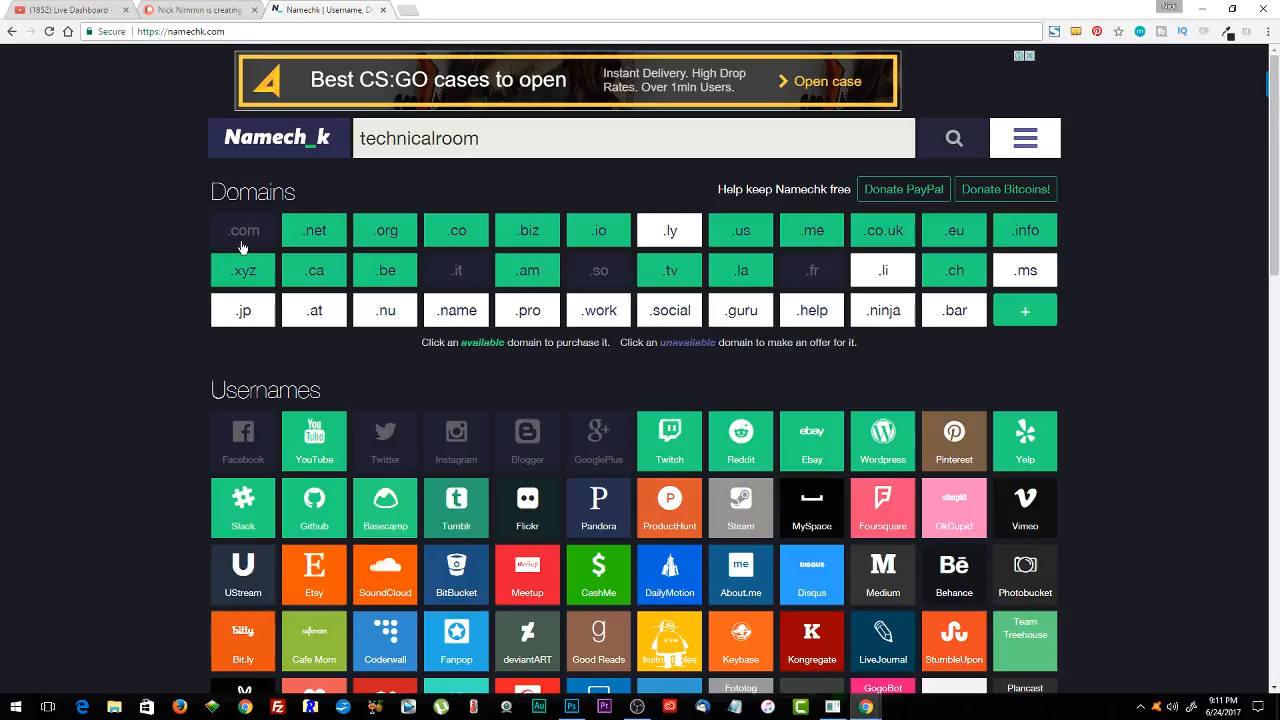 (1652) Live Dashboard -
Nick Nimmin is creating
Namechk | Username, D
Nick
Secure
https://namechk.com
Best CS:GO cases to open
Instant Delivery. High Drop
Rates. Over 1mln Users.
Open case
Namech_k
technicalroom
Domains
Help keep Namechk free
Donate PayPal
Donate Bitcoins!
.com .net .org .co .biz .io .ly .us .me .co.uk .eu .info
.xyz .ca .be .it .am .so .tv .la .fr .li .ch .ms
.jp .at .nu .name .pro .work .social .guru .help .ninja .bar +
Click an available domain to purchase it. Click an unavailable domain to make an offer for it.
Usernames
Facebook YouTube Twitter Instagram Blogger GooglePlus Twitch Reddit Ebay Wordpress Pinterest Yelp
Slack Github Basecamp Tumblr Flickr Pandora ProductHunt Steam MySpace Foursquare OkCupid Vimeo
UStream Etsy SoundCloud BitBucket Meetup CashMe DailyMotion About.me Disqus Medium Behance Photobucket
Team
Treehouse
Bit.ly Cafe Mom Coderwall Fanpop deviantART Good Reads Instructables Keybase Kongregate LiveJournal StumbleUpon
Fotolog
GogoBot
Plancast
9:11 PM
6/24/2017